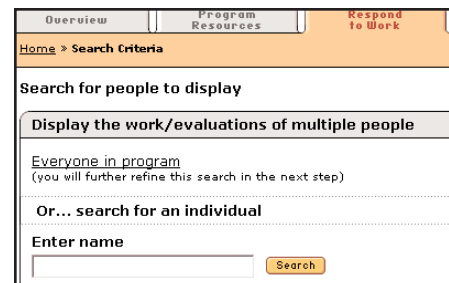 Overview Program Resources Respond to Work
Home » Search Criteria
Search for people to display
Display the work/evaluations of multiple people
Everyone in program
(you will further refine this search in the next step)
Or... search for an individual
Enter name
Search